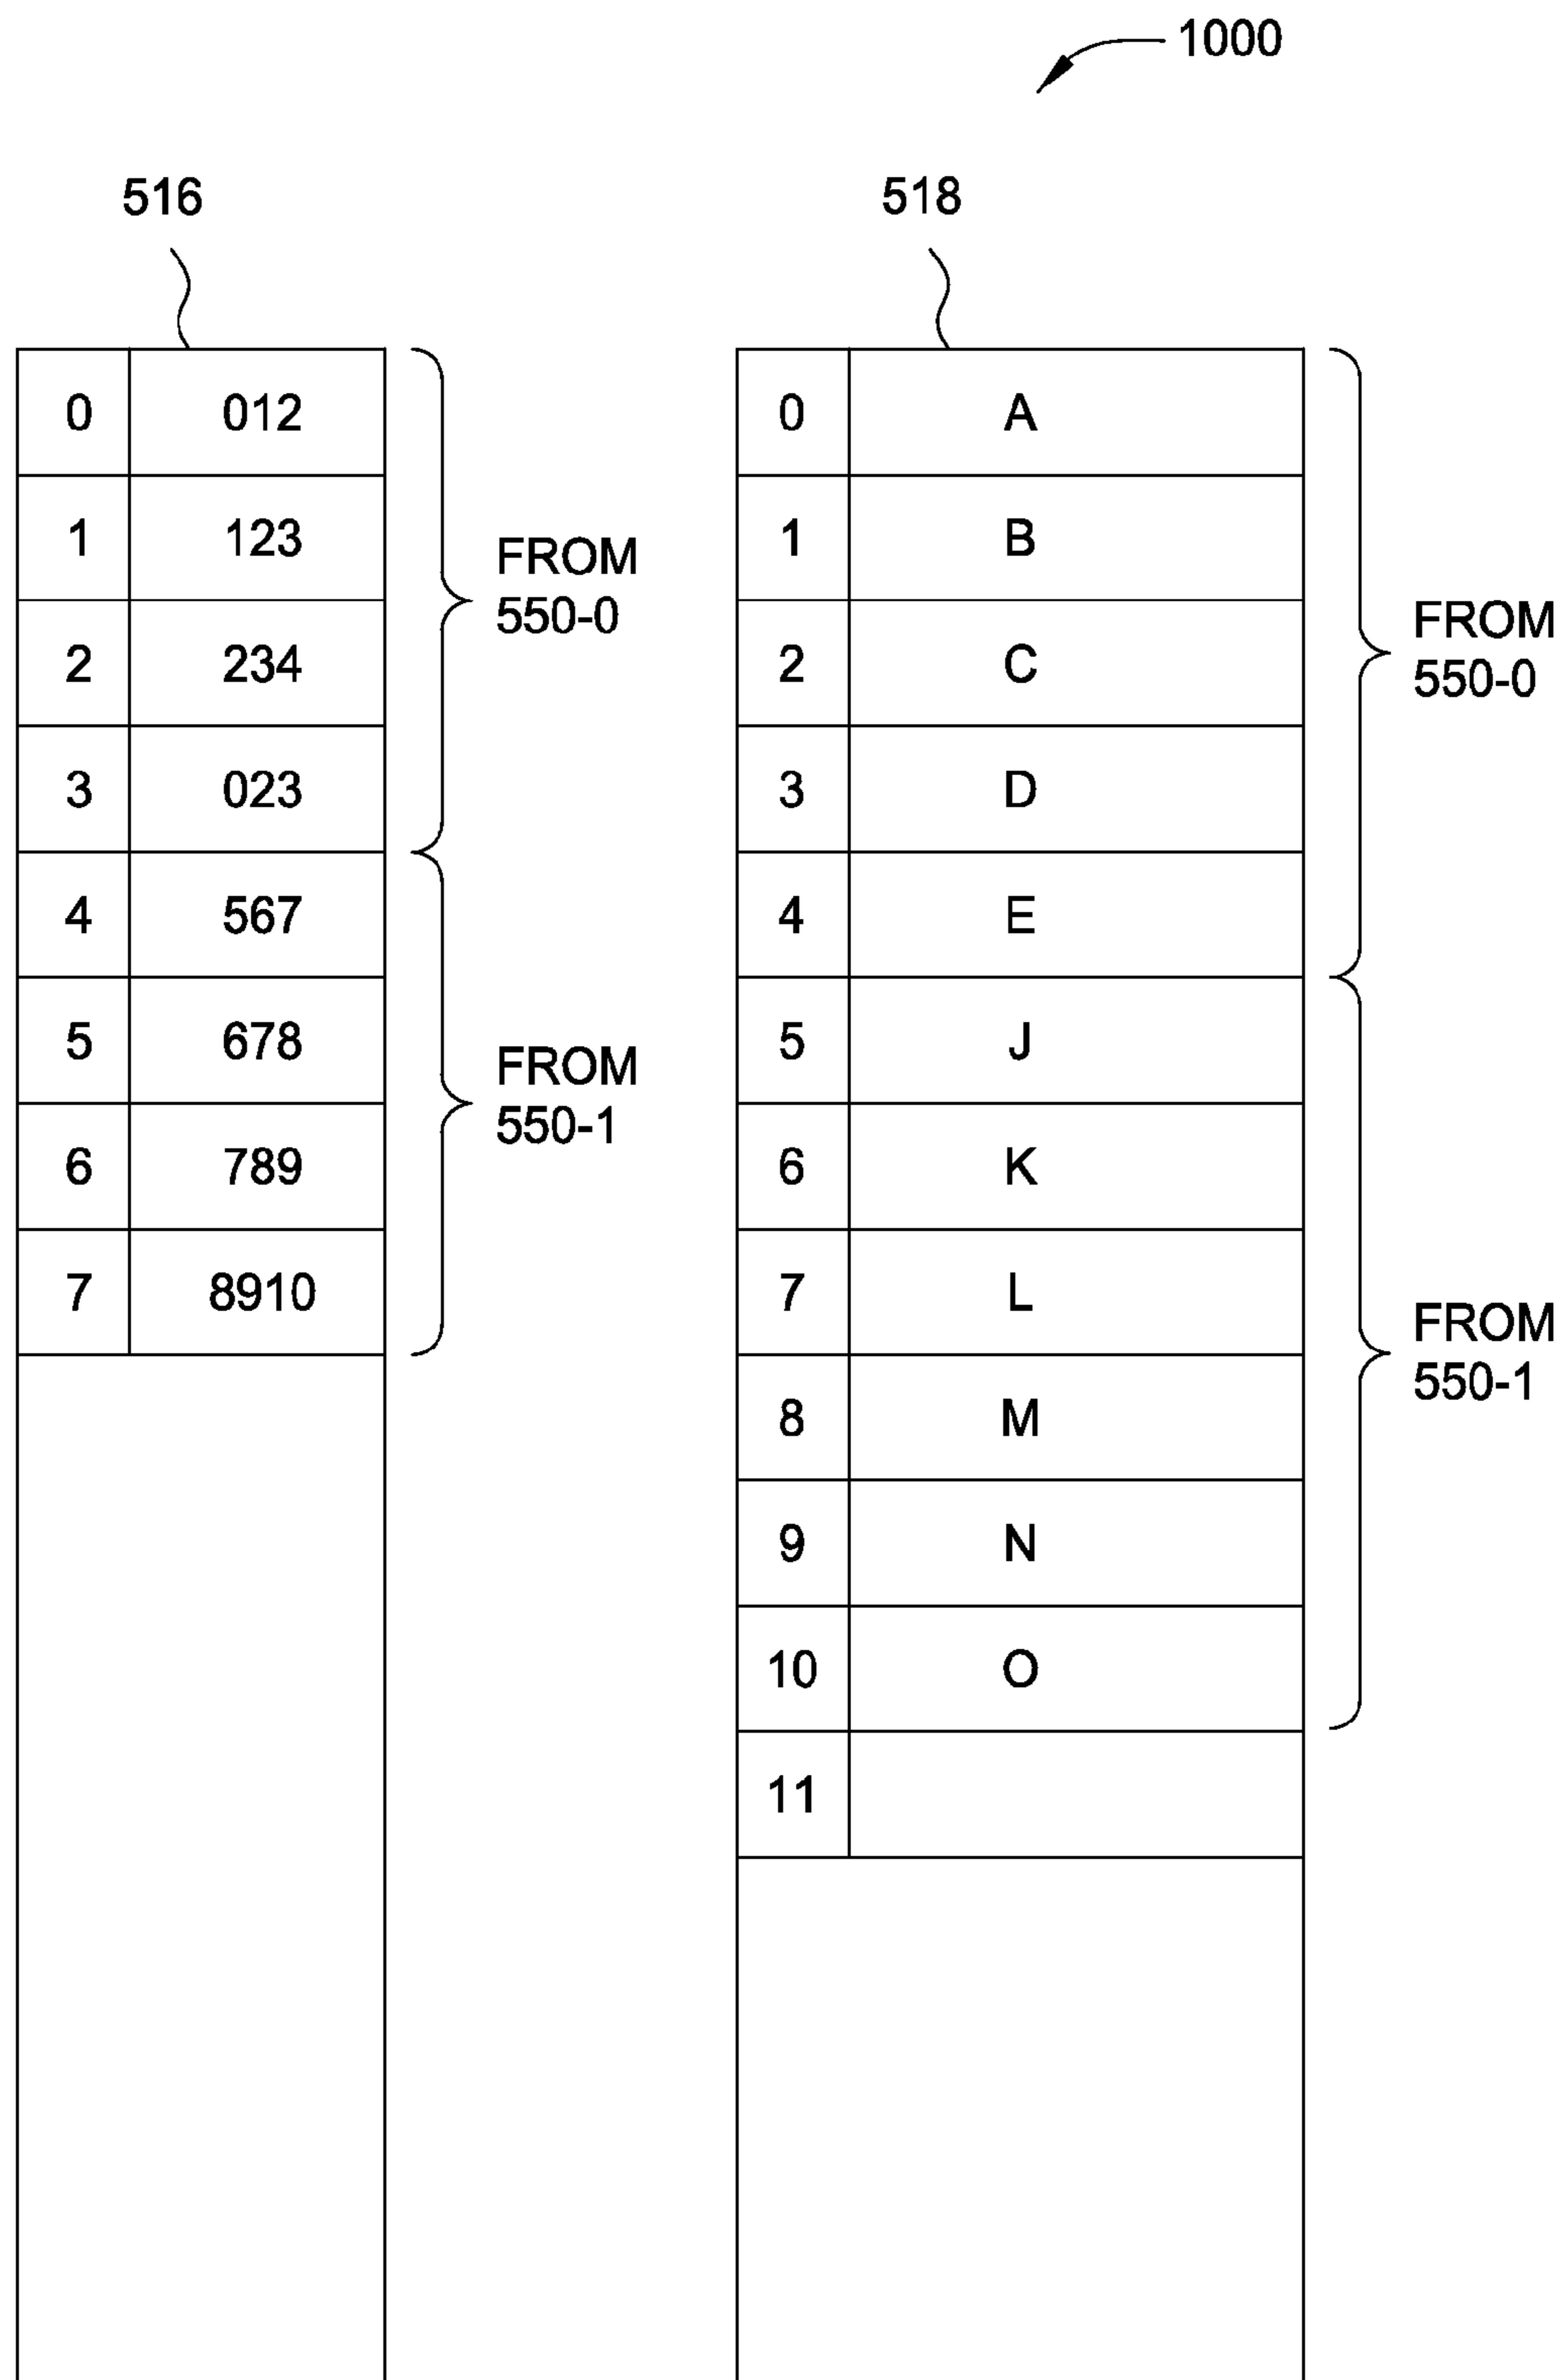 1000
516
518
0 012
1 123
2 234
3 023
4 567
5 678
6 789
7 8910
FROM
550-0
FROM
550-1
0 A
1 B
2 C
3 D
4 E
5 J
6 K
7 L
8 M
9 N
10 O
11
FROM
550-0
FROM
550-1